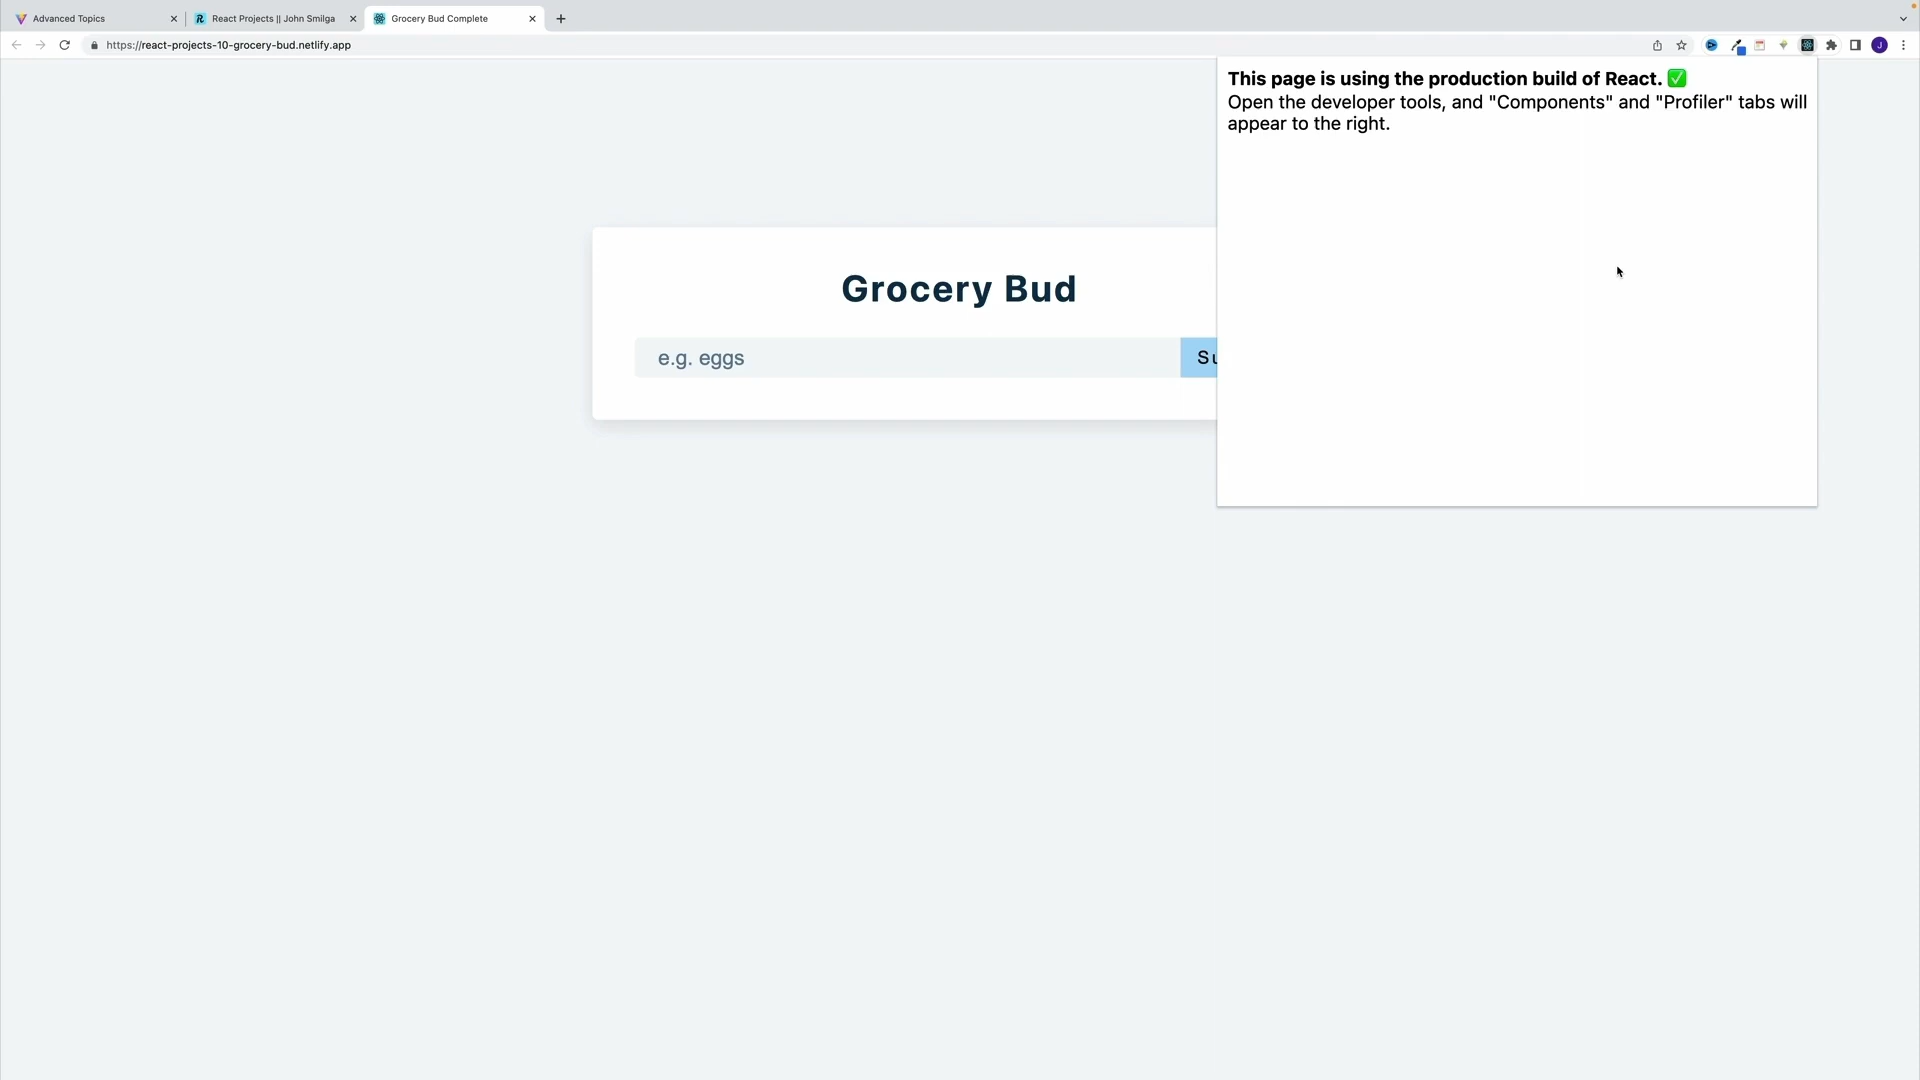 Advanced Topics
React Projects || John Smilga
Grocery Bud Complete
https://react-projects-10-grocery-bud.netlify.app
J
This page is using the production build of React. ✅
Open the developer tools, and "Components" and "Profiler" tabs will
appear to the right.
Grocery Bud
e.g. eggs
Su